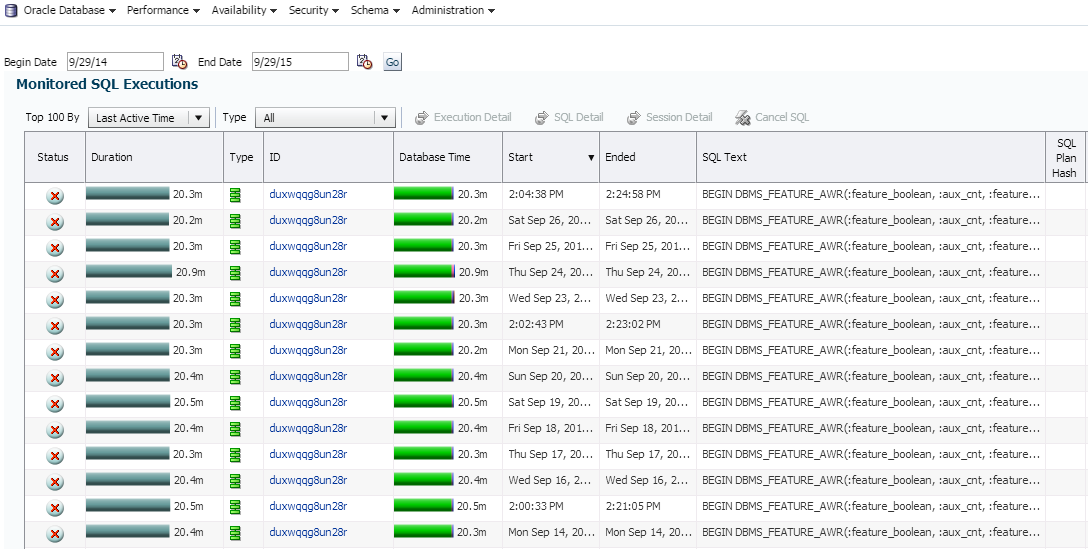 Oracle Database Performance Availability Security Schema Administration
Begin Date 9/29/14 End Date 9/29/15 Go
Monitored SQL Executions
Top 100 By Last Active Time Type All Execution Detail SQL Detail Session Detail Cancel SQL
Status Duration Type ID Database Time Start Ended SQL Text SQL Plan Hash
20.3m duxwqqg8un28r 20.3m 2:04:38 PM 2:24:58 PM BEGIN DBMS_FEATURE_AWR(:feature_boolean, :aux_cnt, :feature...
20.2m duxwqqg8un28r 20.2m Sat Sep 26, 20... Sat Sep 26, 20... BEGIN DBMS_FEATURE_AWR(:feature_boolean, :aux_cnt, :feature...
20.3m duxwqqg8un28r 20.3m Fri Sep 25, 201... Fri Sep 25, 201... BEGIN DBMS_FEATURE_AWR(:feature_boolean, :aux_cnt, :feature...
20.9m duxwqqg8un28r 20.9m Thu Sep 24, 20... Thu Sep 24, 20... BEGIN DBMS_FEATURE_AWR(:feature_boolean, :aux_cnt, :feature...
20.3m duxwqqg8un28r 20.3m Wed Sep 23, 2... Wed Sep 23, 2... BEGIN DBMS_FEATURE_AWR(:feature_boolean, :aux_cnt, :feature...
20.3m duxwqqg8un28r 20.3m 2:02:43 PM 2:23:02 PM BEGIN DBMS_FEATURE_AWR(:feature_boolean, :aux_cnt, :feature...
20.3m duxwqqg8un28r 20.2m Mon Sep 21, 20... Mon Sep 21, 20... BEGIN DBMS_FEATURE_AWR(:feature_boolean, :aux_cnt, :feature...
20.4m duxwqqg8un28r 20.4m Sun Sep 20, 20... Sun Sep 20, 20... BEGIN DBMS_FEATURE_AWR(:feature_boolean, :aux_cnt, :feature...
20.5m duxwqqg8un28r 20.5m Sat Sep 19, 20... Sat Sep 19, 20... BEGIN DBMS_FEATURE_AWR(:feature_boolean, :aux_cnt, :feature...
20.4m duxwqqg8un28r 20.4m Fri Sep 18, 201... Fri Sep 18, 201... BEGIN DBMS_FEATURE_AWR(:feature_boolean, :aux_cnt, :feature...
20.3m duxwqqg8un28r 20.3m Thu Sep 17, 20... Thu Sep 17, 20... BEGIN DBMS_FEATURE_AWR(:feature_boolean, :aux_cnt, :feature...
20.4m duxwqqg8un28r 20.4m Wed Sep 16, 2... Wed Sep 16, 2... BEGIN DBMS_FEATURE_AWR(:feature_boolean, :aux_cnt, :feature...
20.5m duxwqqg8un28r 20.5m 2:00:33 PM 2:21:05 PM BEGIN DBMS_FEATURE_AWR(:feature_boolean, :aux_cnt, :feature...
20.4m duxwqqg8un28r 20.3m Mon Sep 14, 20... Mon Sep 14, 20... BEGIN DBMS_FEATURE_AWR(:feature_boolean, :aux_cnt, :feature...